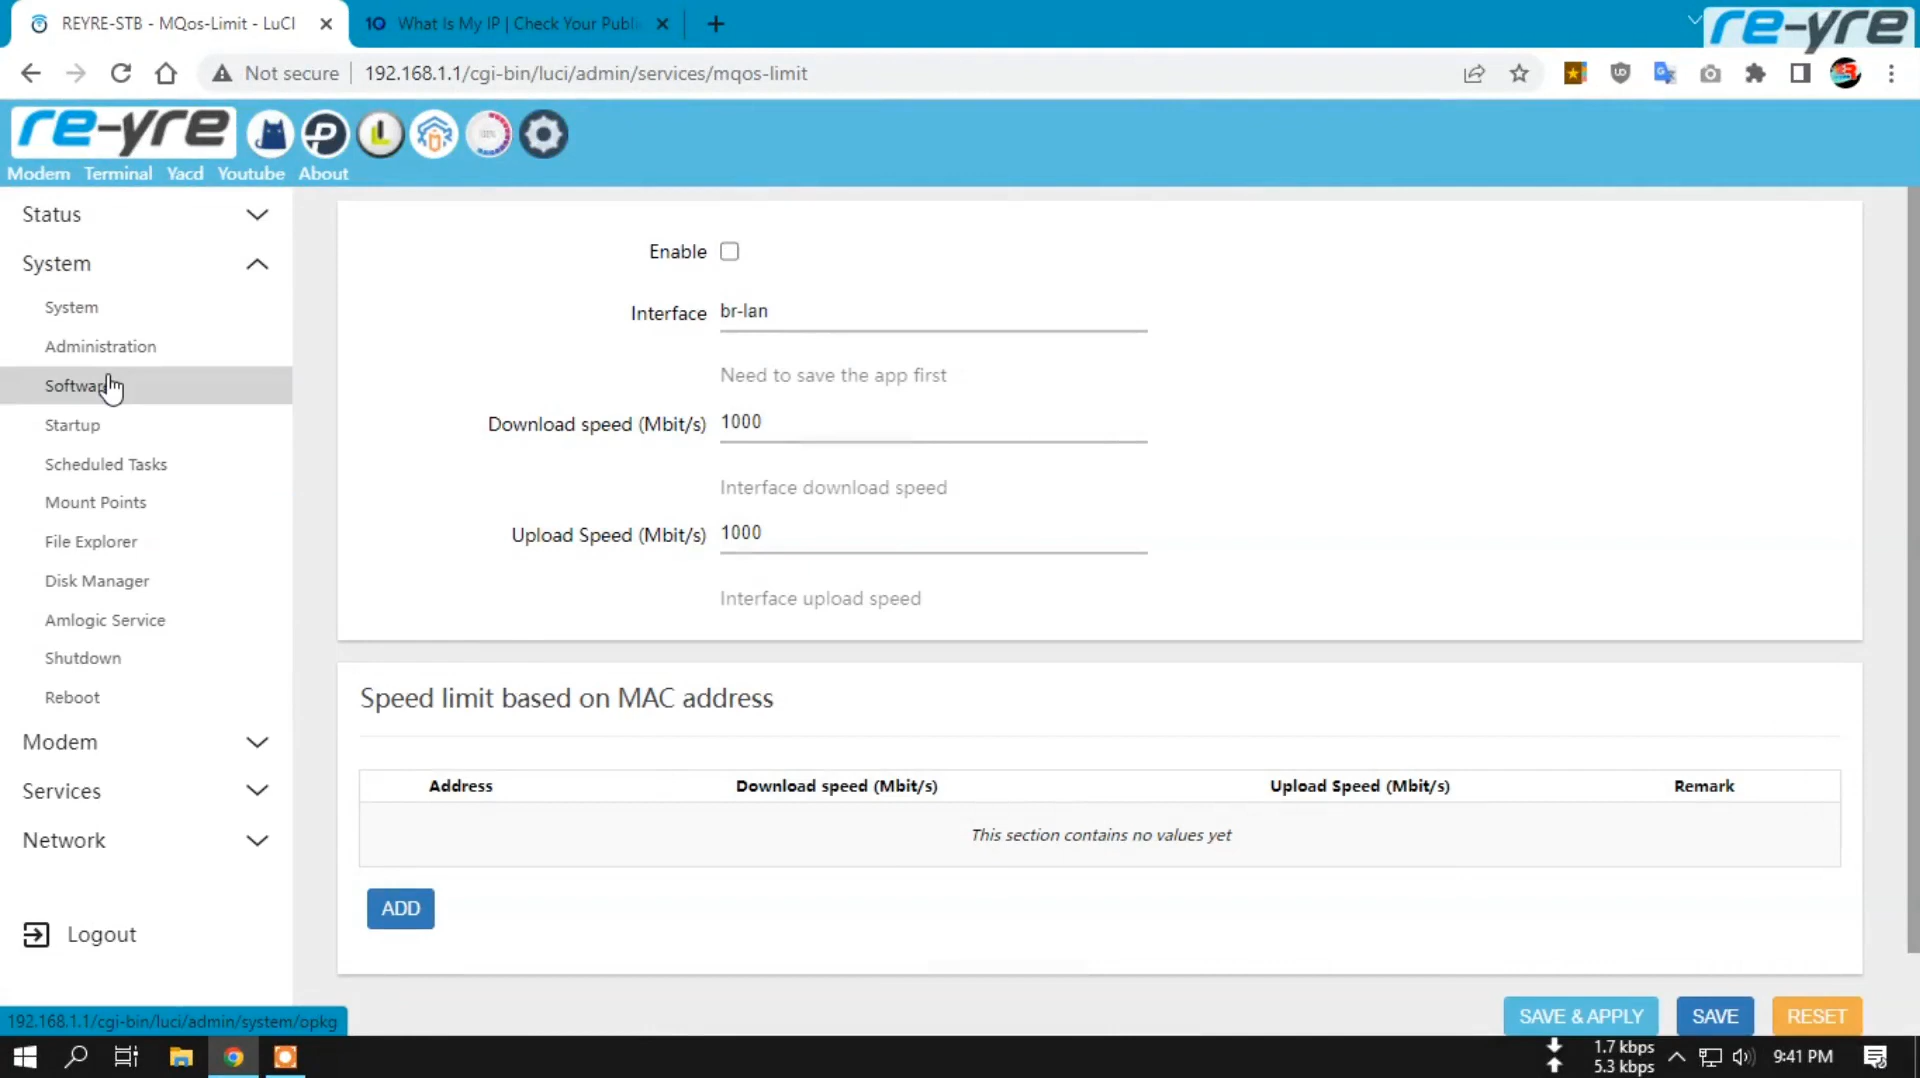 REYRE-STB - MQos-Limit - LuCI
10 What Is My IP | Check Your Publi
re-yre
Not secure 192.168.1.1/cgi-bin/luci/admin/services/mqos-limit
re-yre
Modem Terminal Yacd Youtube About
Status
System
System
Administration
Software
Startup
Scheduled Tasks
Mount Points
File Explorer
Disk Manager
Amlogic Service
Shutdown
Reboot
Modem
Services
Network
Logout
Enable
Interface br-lan
Need to save the app first
Download speed (Mbit/s) 1000
Interface download speed
Upload Speed (Mbit/s) 1000
Interface upload speed
Speed limit based on MAC address
Address Download speed (Mbit/s) Upload Speed (Mbit/s) Remark
This section contains no values yet
ADD
SAVE & APPLY SAVE RESET
192.168.1.1/cgi-bin/luci/admin/system/opkg
1.7 kbps
5.3 kbps
9:41 PM